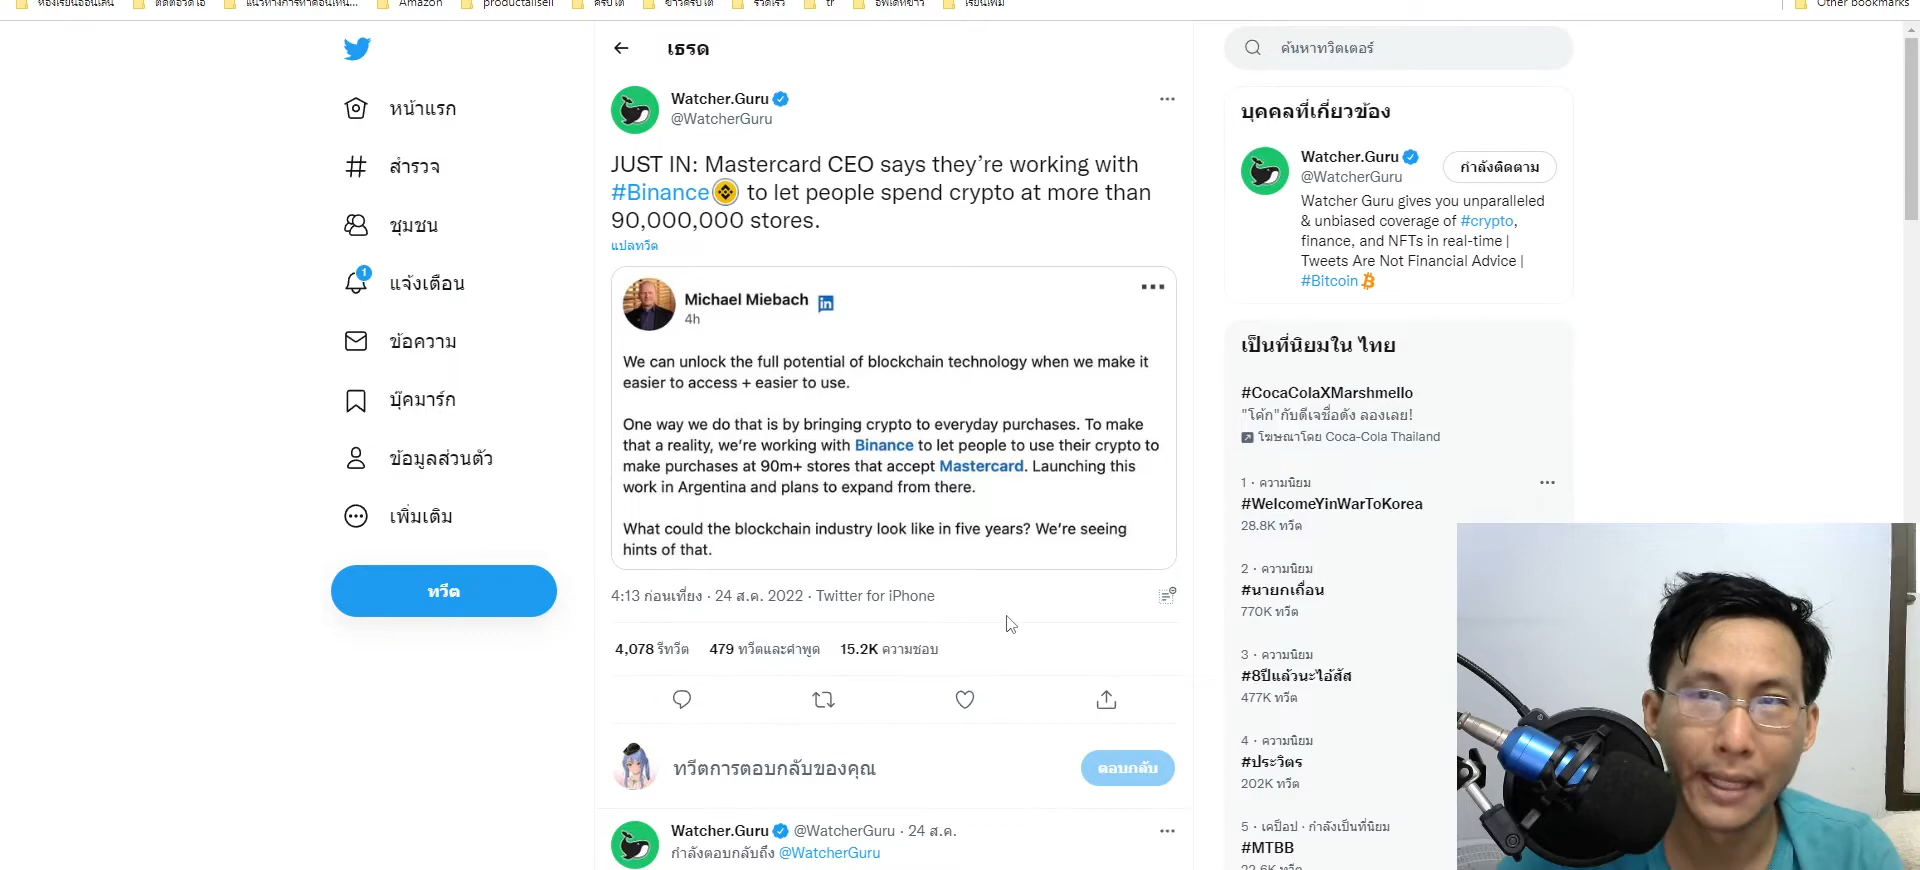 Amazon
productallsell
Other bookmarks
หน้าแรก
สำรวจ
ชุมชน
1
แจ้งเตือน
ข้อความ
บุ๊คมาร์ก
ข้อมูลส่วนตัว
เพิ่มเติม
ทวีต
เธรด
Watcher.Guru
@WatcherGuru
JUST IN: Mastercard CEO says they’re working with
#Binance to let people spend crypto at more than
90,000,000 stores.
แปลทวีต
Michael Miebach in
4h
We can unlock the full potential of blockchain technology when we make it
easier to access + easier to use.
One way we do that is by bringing crypto to everyday purchases. To make
that a reality, we’re working with Binance to let people to use their crypto to
make purchases at 90m+ stores that accept Mastercard. Launching this
work in Argentina and plans to expand from there.
What could the blockchain industry look like in five years? We’re seeing
hints of that.
4:13 ก่อนเที่ยง · 24 ส.ค. 2022 · Twitter for iPhone
4,078 รีทวีต 479 ทวีตและคำพูด 15.2K ความชอบ
ทวีตการตอบกลับของคุณ
ตอบกลับ
Watcher.Guru @WatcherGuru · 24 ส.ค.
กำลังตอบกลับถึง @WatcherGuru
ค้นหาทวิตเตอร์
บุคคลที่เกี่ยวข้อง
Watcher.Guru
@WatcherGuru
กำลังติดตาม
Watcher Guru gives you unparalleled
& unbiased coverage of #crypto,
finance, and NFTs in real-time |
Tweets Are Not Financial Advice |
#Bitcoin
เป็นที่นิยมใน ไทย
#CocaColaXMarshmello
"โค้ก"กับดีเจชื่อดัง ลองเลย!
โฆษณาโดย Coca-Cola Thailand
1 · ความนิยม
#WelcomeYinWarToKorea
28.8K ทวีต
2 · ความนิยม
#นายกเถื่อน
770K ทวีต
3 · ความนิยม
#8ปีแล้วนะไอ้สัส
477K ทวีต
4 · ความนิยม
#ประวิตร
202K ทวีต
5 · เคป็อป · กำลังเป็นที่นิยม
#MTBB